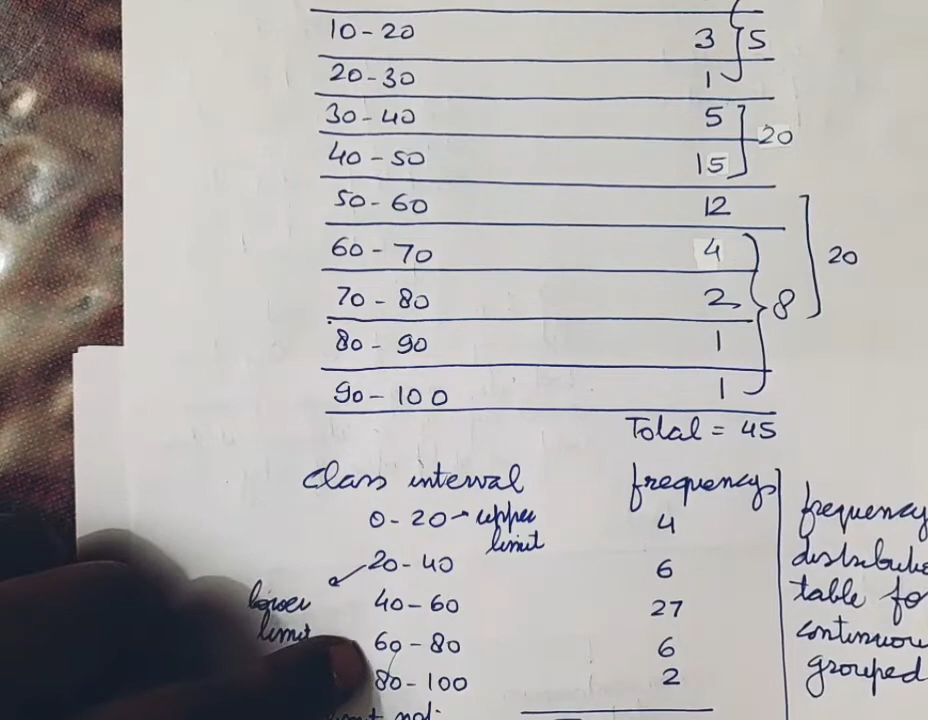 10-20 3 5
20-30 1
30-40 5
40-50 15 20
50-60 12
60-70 4
20
70-80 2 8
80-90 1
90-100 1
Total = 45
Class interval frequency
0-20 → upper limit 4
20-40 6
lower limit
40-60 27
60-80 6
80-100 2
frequency
table
continuou
grouped